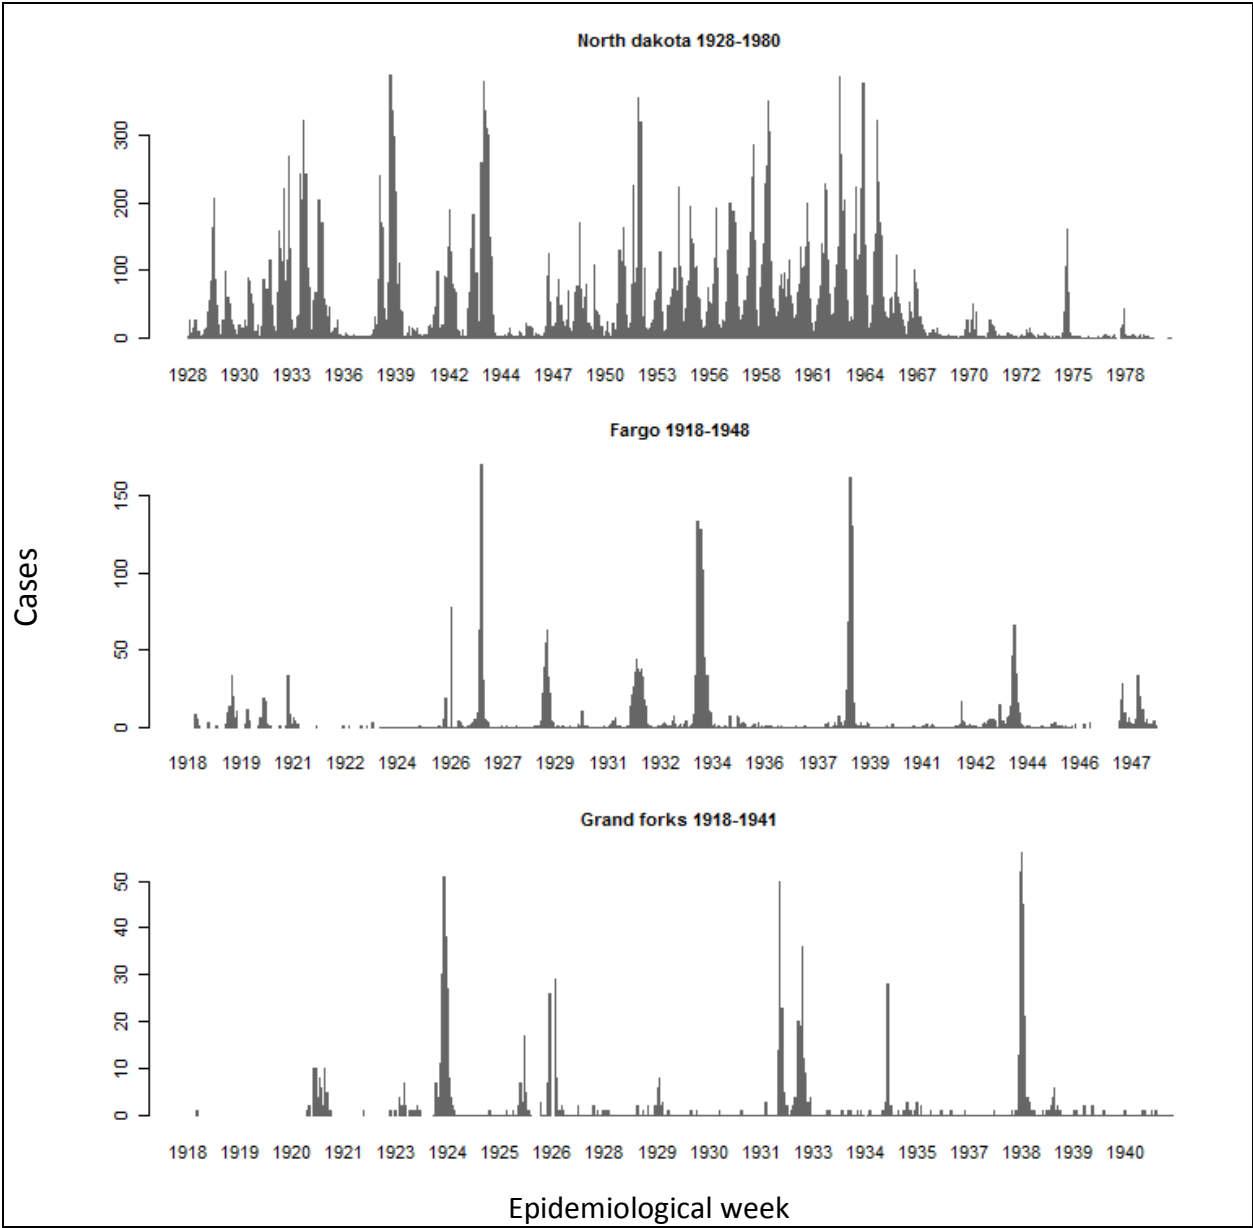 North dakota 1928-1980
300
200
100
0
1928 1930 1933 1936 1939 1942 1944 1947 1950 1953 1956 1958 1961 1964 1967 1970 1972 1975 1978
Fargo 1918-1948
150
100
50
0
1918 1919 1921 1922 1924 1926 1927 1929 1931 1932 1934 1936 1937 1939 1941 1942 1944 1946 1947
Cases
Grand forks 1918-1941
50
40
30
20
10
0
1918 1919 1920 1921 1923 1924 1925 1926 1928 1929 1930 1931 1933 1934 1935 1937 1938 1939 1940
Epidemiological week